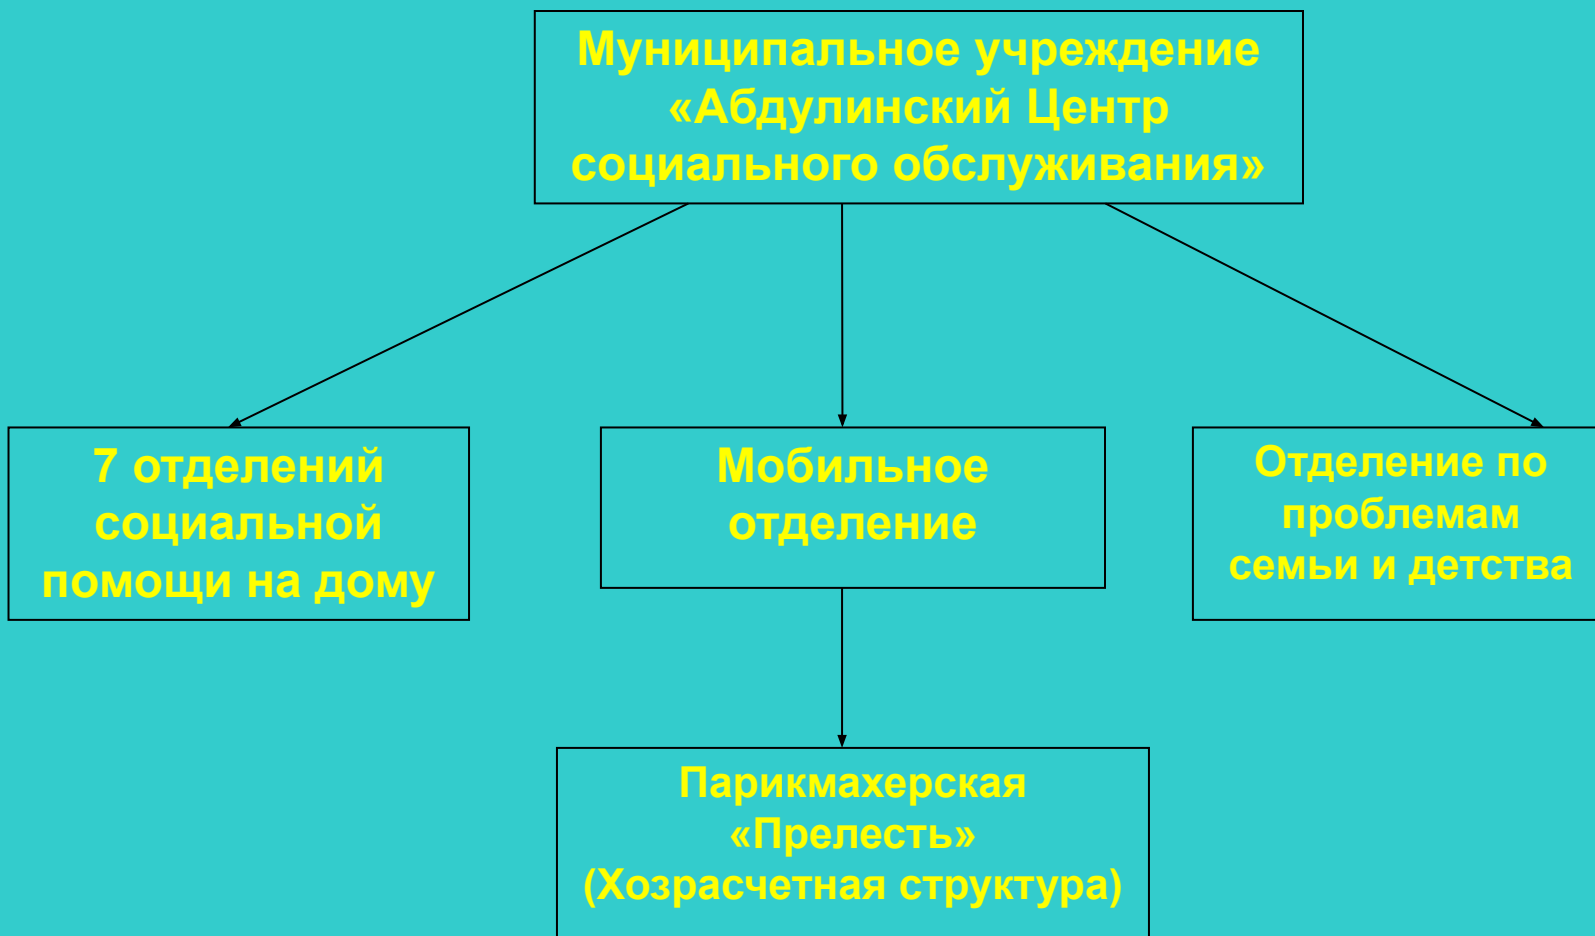 Муниципальное учреждение
«Абдулинский Центр
социального обслуживания»
7 отделений
социальной
помощи на дому
Мобильное
отделение
Отделение по
проблемам
семьи и детства
Парикмахерская
«Прелесть»
(Хозрасчетная структура)